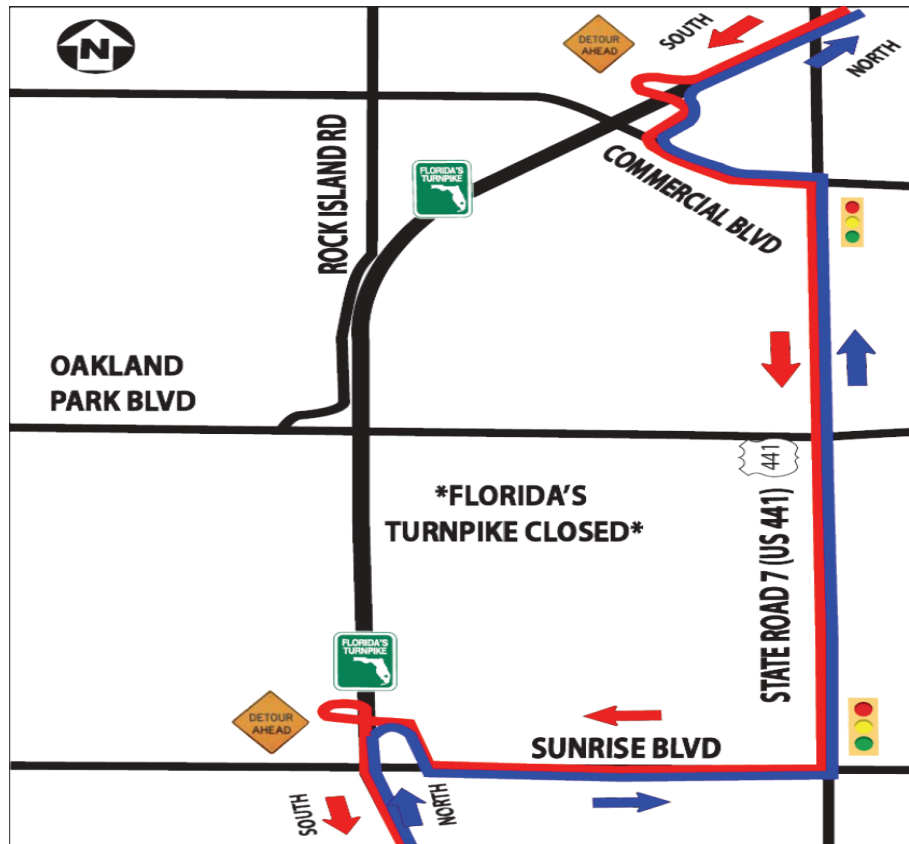 N
DETOUR
AHEAD
SOUTH
NORTH
ROCK ISLAND RD
FLORIDA'S
TURNPIKE
COMMERCIAL BLVD
OAKLAND
PARK BLVD
441
*FLORIDA'S
TURNPIKE CLOSED*
STATE ROAD 7 (US 441)
FLORIDA'S
TURNPIKE
DETOUR
AHEAD
SUNRISE BLVD
SOUTH
NORTH